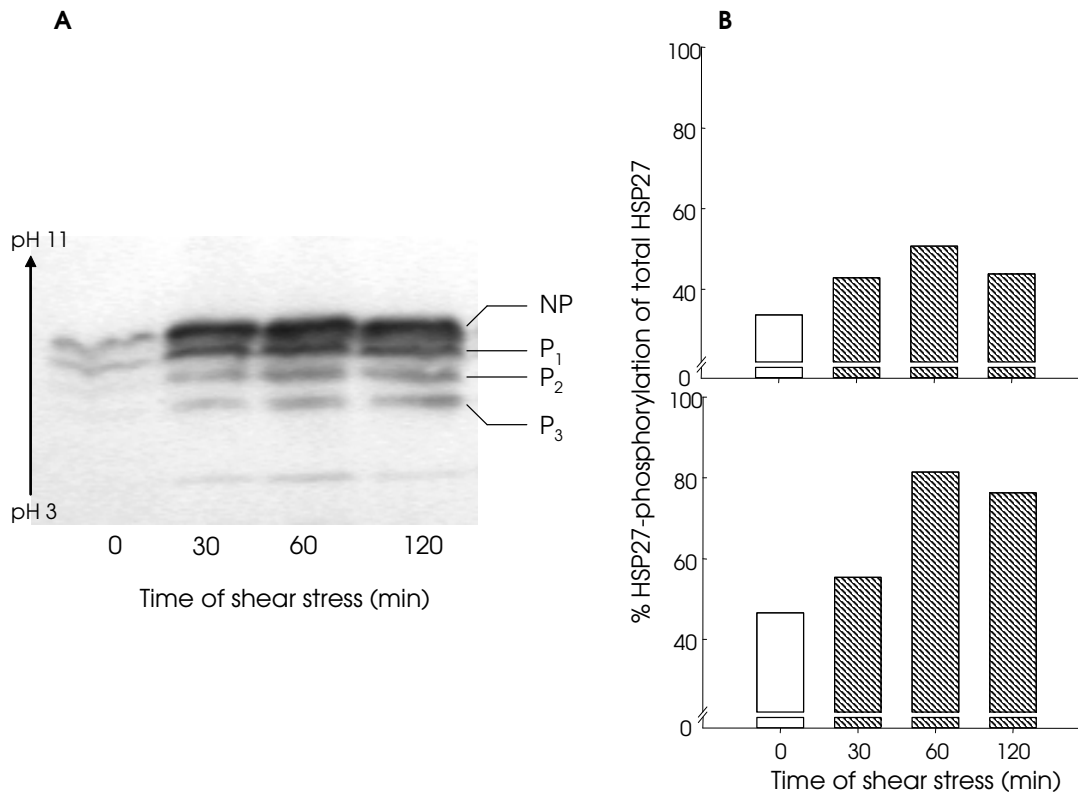 A
pH 11
pH 3
NP
P1
P2
P3
0 30 60 120
Time of shear stress (min)
B
% HSP27-phosphorylation of total HSP27
100
80
60
40
0
100
80
60
40
0
0 30 60 120
Time of shear stress (min)